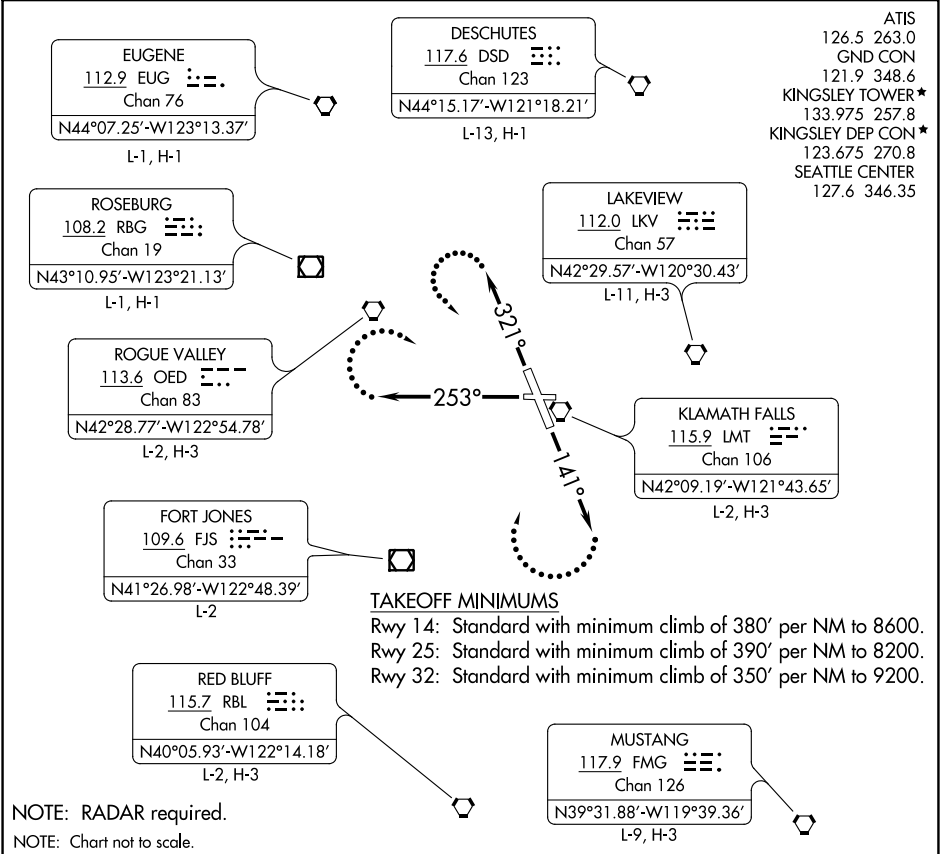 ATIS
126.5 263.0
GND CON
121.9 348.6
KINGSLEY TOWER★
133.975 257.8
KINGSLEY DEP CON★
123.675 270.8
SEATTLE CENTER
127.6 346.35
EUGENE
112.9 EUG
Chan 76
N44°07.25′-W123°13.37′
L-1, H-1
DESCHUTES
117.6 DSD
Chan 123
N44°15.17′-W121°18.21′
L-13, H-1
ROSEBURG
108.2 RBG
Chan 19
N43°10.95′-W123°21.13′
L-1, H-1
LAKEVIEW
112.0 LKV
Chan 57
N42°29.57′-W120°30.43′
L-11, H-3
ROGUE VALLEY
113.6 OED
Chan 83
N42°28.77′-W122°54.78′
L-2, H-3
321°
253°
141°
KLAMATH FALLS
115.9 LMT
Chan 106
N42°09.19′-W121°43.65′
L-2, H-3
FORT JONES
109.6 FJS
Chan 33
N41°26.98′-W122°48.39′
L-2
TAKEOFF MINIMUMS
Rwy 14: Standard with minimum climb of 380′ per NM to 8600.
Rwy 25: Standard with minimum climb of 390′ per NM to 8200.
Rwy 32: Standard with minimum climb of 350′ per NM to 9200.
RED BLUFF
115.7 RBL
Chan 104
N40°05.93′-W122°14.18′
L-2, H-3
MUSTANG
117.9 FMG
Chan 126
N39°31.88′-W119°39.36′
L-9, H-3
NOTE: RADAR required.
NOTE: Chart not to scale.